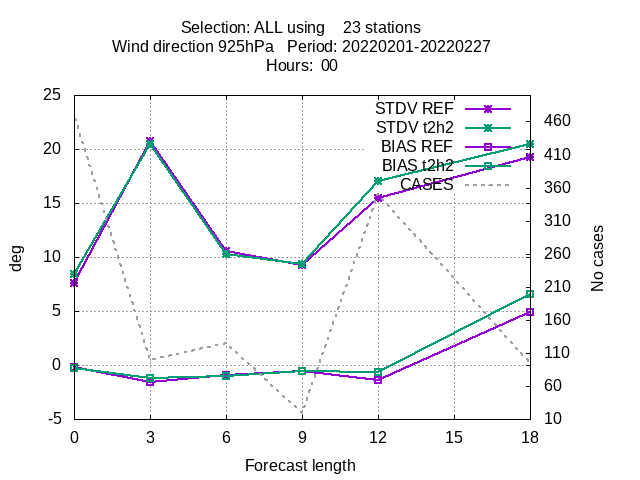 Selection: ALL using    23 stations
Wind direction 925hPa   Period: 20220201-20220227
Hours:  00
STDV REF
STDV t2h2
BIAS REF
BIAS t2h2
CASES
25
20
15
10
5
0
-5
deg
460
410
360
310
260
210
160
110
60
10
No cases
0 3 6 9 12 15 18
Forecast length